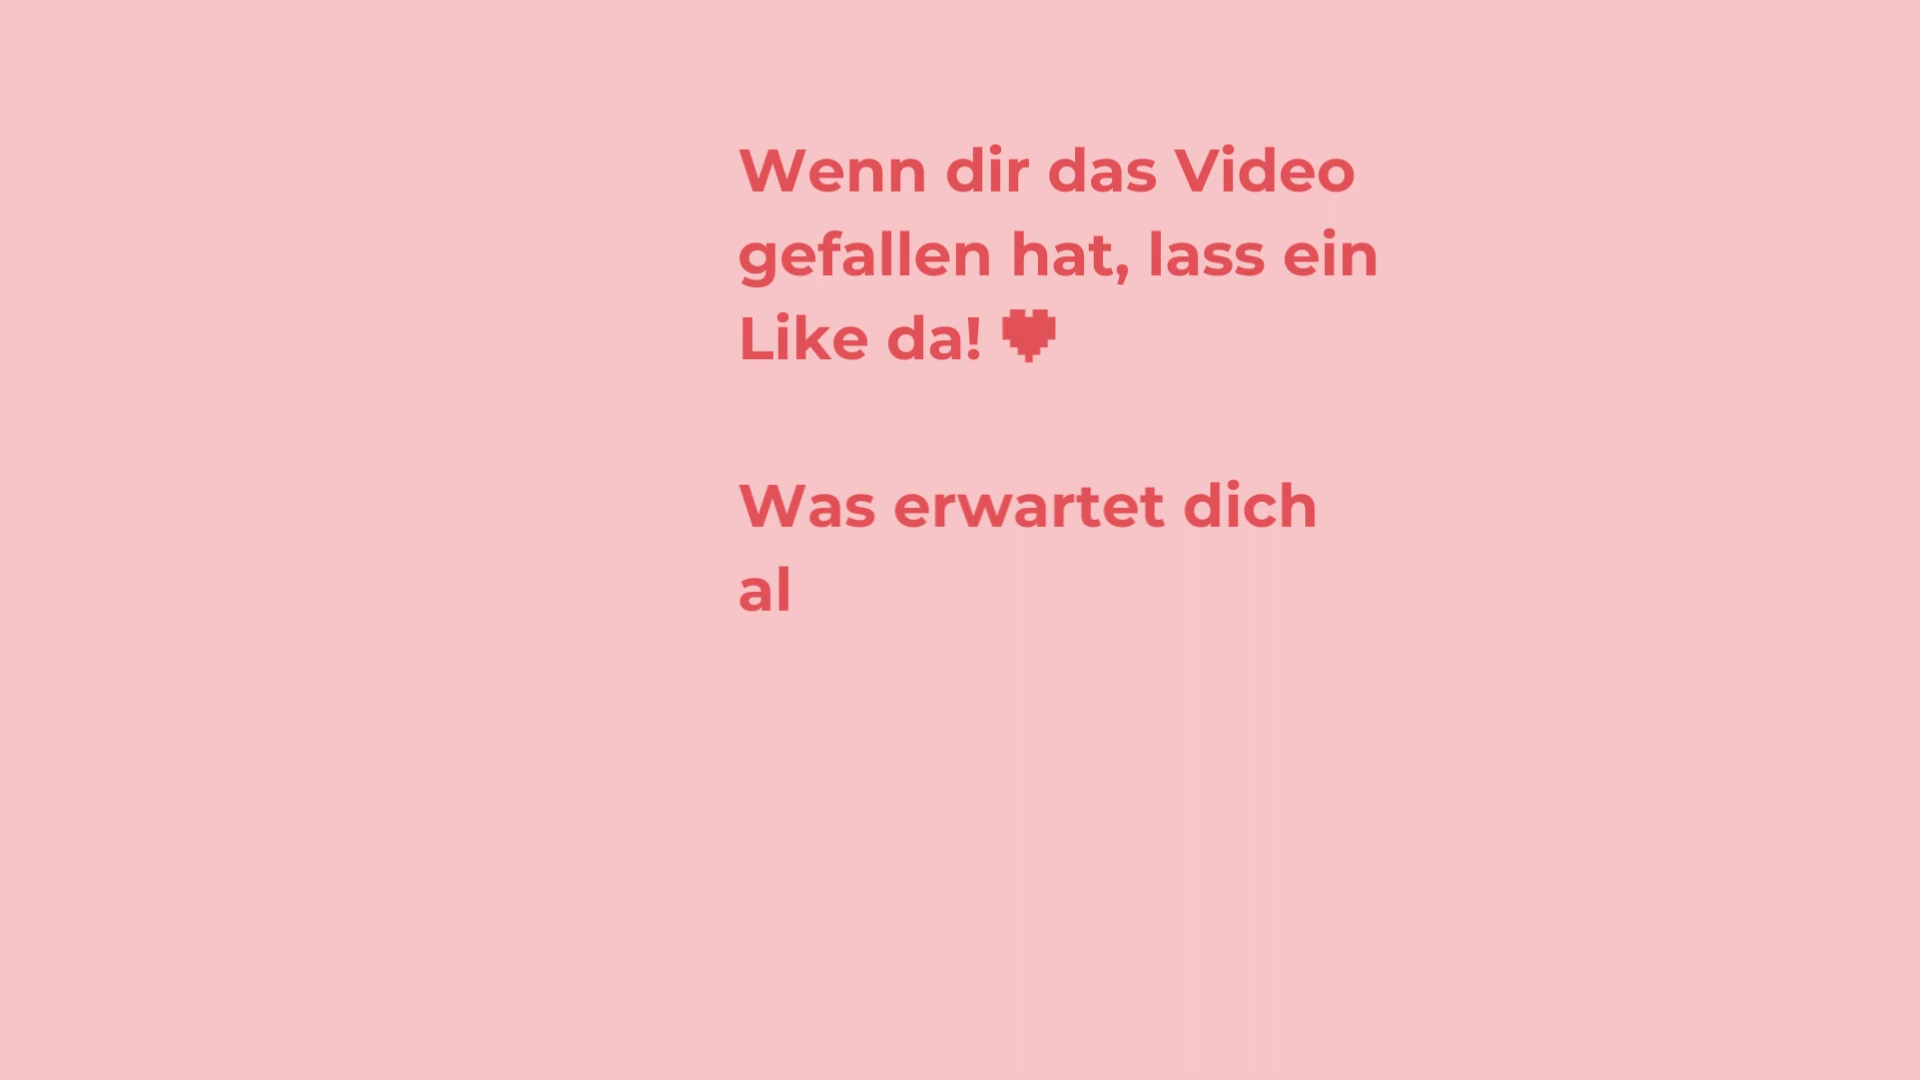 Wenn dir das Video
gefallen hat, lass ein
Like da! ♥
Was erwartet dich
al